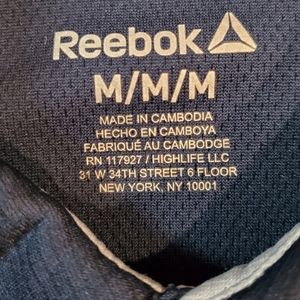 Reebok
M/M/M
MADE IN CAMBODIA
HECHO EN CAMBOYA
FABRIQUÉ AU CAMBODGE
RN 117927 / HIGHLIFE LLC
31 W 34TH STREET 6 FLOOR
NEW YORK, NY 10001